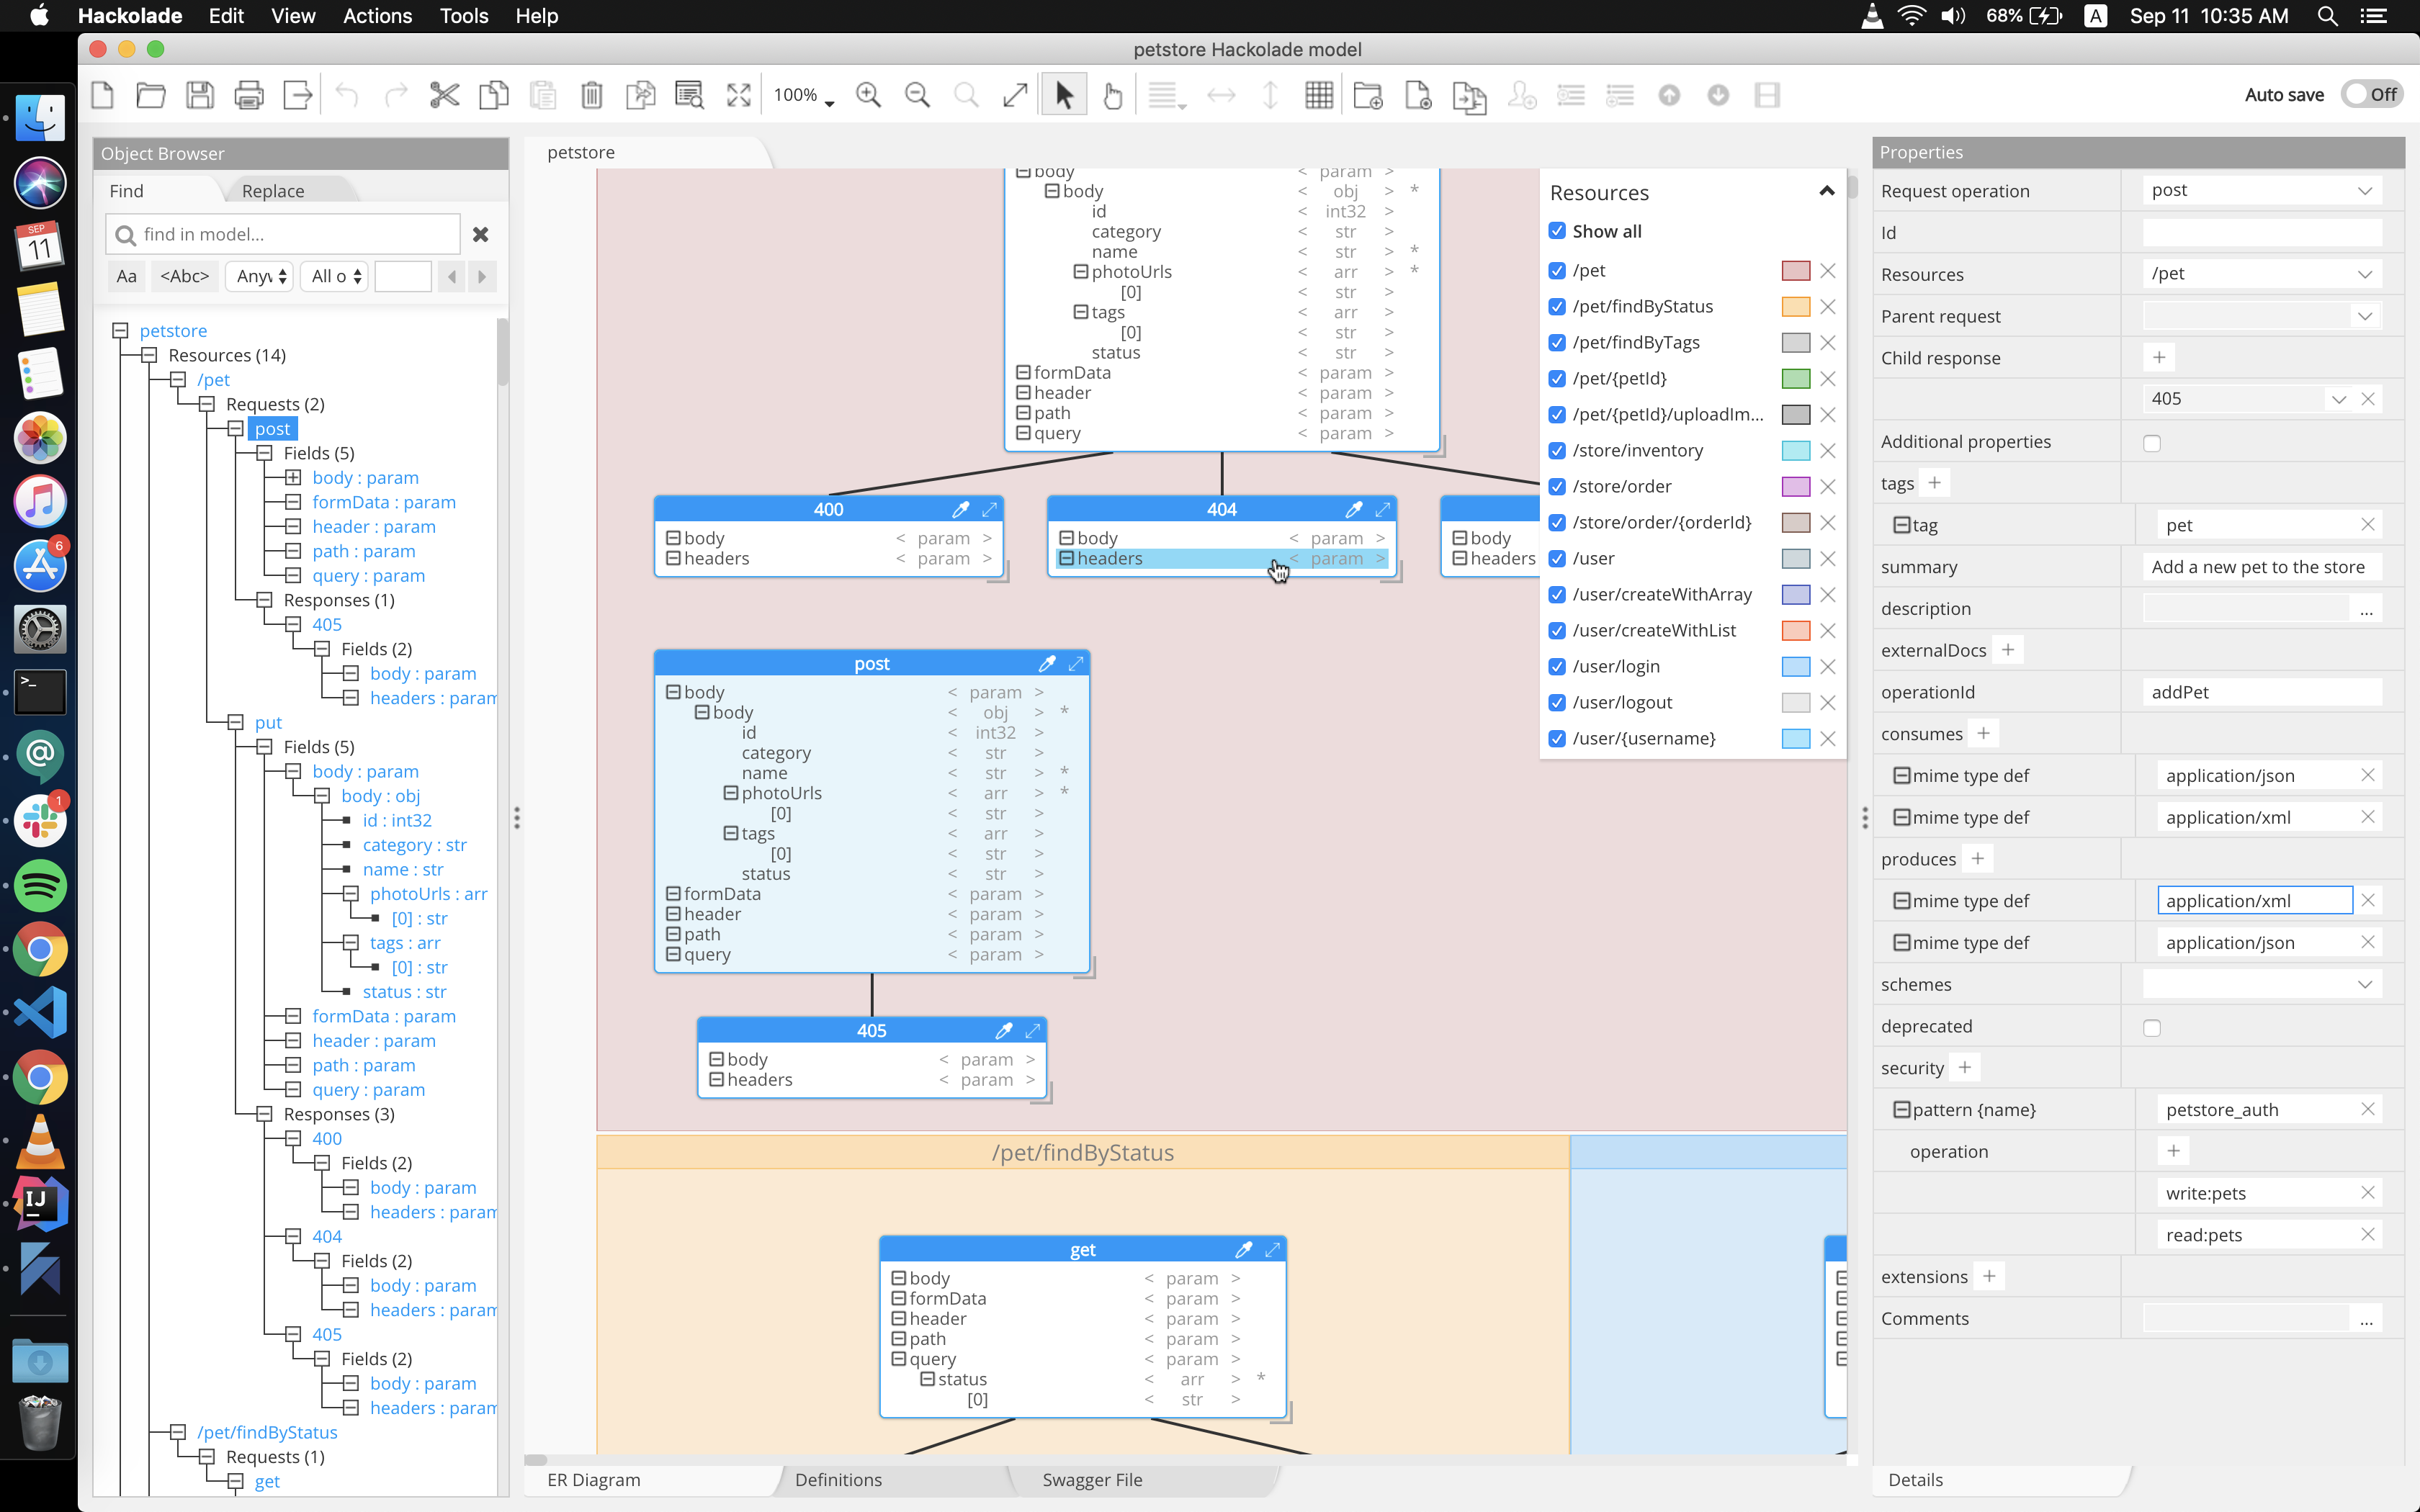 Hackolade Edit View Actions Tools Help
68% A Sep 11 10:35 AM
petstore Hackolade model
100%
Auto save Off
Object Browser
Find Replace
find in model...
Aa <Abc> Any All o
petstore
Resources (14)
/pet
Requests (2)
post
Fields (5)
body : param
formData : param
header : param
path : param
query : param
Responses (1)
405
Fields (2)
body : param
headers : param
put
Fields (5)
body : param
body : obj
id : int32
category : str
name : str
photoUrls : arr
[0] : str
tags : arr
[0] : str
status : str
formData : param
header : param
path : param
query : param
Responses (3)
400
Fields (2)
body : param
headers : param
404
Fields (2)
body : param
headers : param
405
Fields (2)
body : param
headers : param
/pet/findByStatus
Requests (1)
get
petstore
body < param >
body < obj > *
id < int32 >
category < str >
name < str > *
photoUrls < arr > *
[0] < str >
tags < arr >
[0] < str >
status < str >
formData < param >
header < param >
path < param >
query < param >
400
body < param >
headers < param >
404
body < param >
headers < param >
body
headers
post
body < param >
body < obj > *
id < int32 >
category < str >
name < str > *
photoUrls < arr > *
[0] < str >
tags < arr >
[0] < str >
status < str >
formData < param >
header < param >
path < param >
query < param >
405
body < param >
headers < param >
/pet/findByStatus
get
body < param >
formData < param >
header < param >
path < param >
query < param >
status < arr > *
[0] < str >
Resources
Show all
/pet
/pet/findByStatus
/pet/findByTags
/pet/{petId}
/pet/{petId}/uploadIm...
/store/inventory
/store/order
/store/order/{orderId}
/user
/user/createWithArray
/user/createWithList
/user/login
/user/logout
/user/{username}
ER Diagram Definitions Swagger File
Properties
Request operation post
Id
Resources /pet
Parent request
Child response +
405
Additional properties
tags +
tag pet
summary Add a new pet to the store
description ...
externalDocs +
operationId addPet
consumes +
mime type def application/json
mime type def application/xml
produces +
mime type def application/xml
mime type def application/json
schemes
deprecated
security +
pattern {name} petstore_auth
operation +
write:pets
read:pets
extensions +
Comments ...
Details
SEP
11
6
>_
@
1
IJ